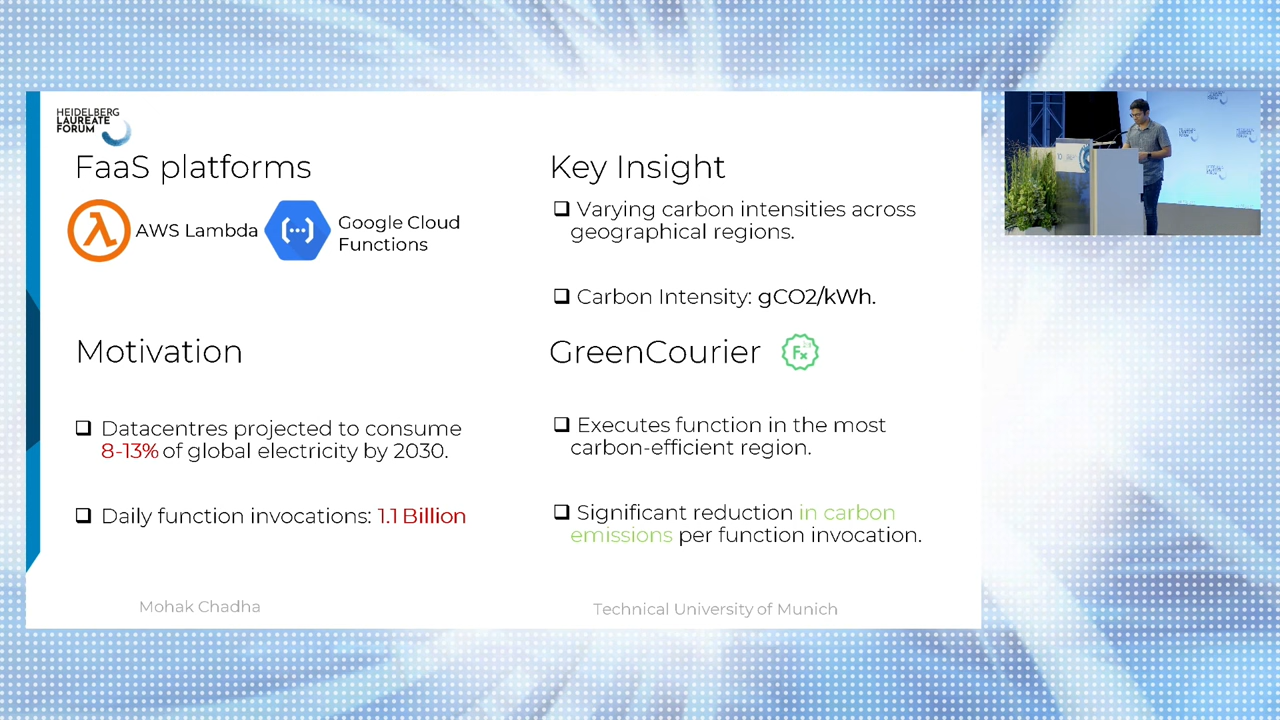 HEIDELBERG
LAUREATE
FORUM
FaaS platforms
AWS Lambda
Google Cloud
Functions
Key Insight
Varying carbon intensities across
geographical regions.
Carbon Intensity: gCO2/kWh.
Motivation
Datacentres projected to consume
8-13% of global electricity by 2030.
Daily function invocations: 1.1 Billion
GreenCourier
Fx
Executes function in the most
carbon-efficient region.
Significant reduction in carbon
emissions per function invocation.
Mohak Chadha
Technical University of Munich